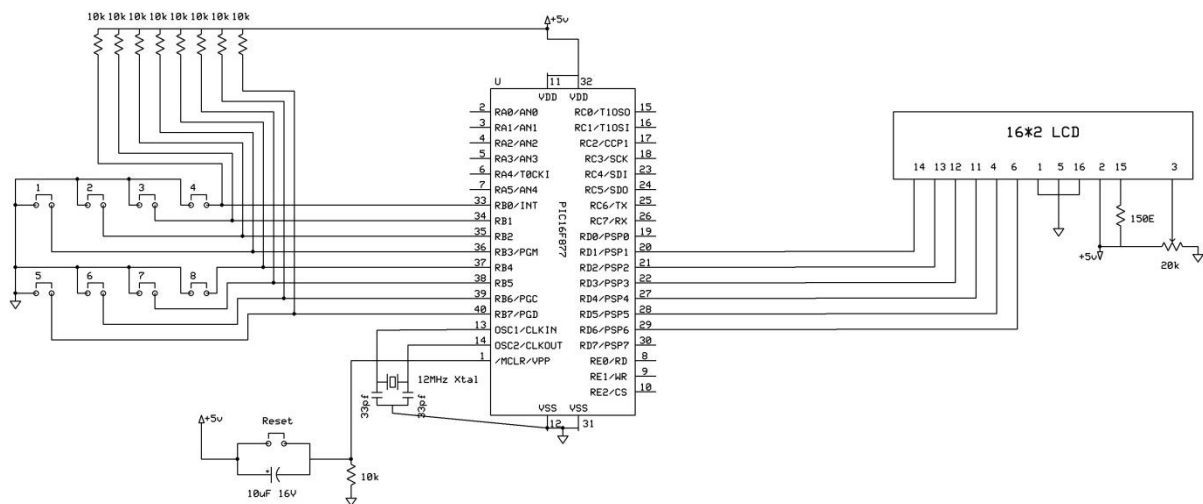 10k 10k 10k 10k 10k 10k 10k 10k
+5v
U
11 32
VDD VDD
2 RA0/AN0 RC0/T1OSO 15
3 RA1/AN1 RC1/T1OSI 16
4 RA2/AN2 RC2/CCP1 17
5 RA3/AN3 RC3/SCK 18
6 RA4/T0CKI RC4/SDI 23
7 RA5/AN4 RC5/SDO 24
33 RB0/INT RC6/TX 25
34 RB1 RC7/RX 26
35 RB2 RD0/PSP0 19
36 RB3/PGM RD1/PSP1 20
37 RB4 RD2/PSP2 21
38 RB5 RD3/PSP3 22
39 RB6/PGC RD4/PSP4 27
40 RB7/PGD RD5/PSP5 28
13 OSC1/CLKIN RD6/PSP6 29
14 OSC2/CLKOUT RD7/PSP7 30
1 /MCLR/VPP RE0/RD 8
RE1/WR 9
RE2/CS 10
PIC16F877
VSS VSS
12 31
1 2 3 4
5 6 7 8
16*2 LCD
14 13 12 11 4 6 1 5 16 2 15 3
150E
+5v
20k
12MHz Xtal
33pf 33pf
+5v
Reset
10uF 16V
10k